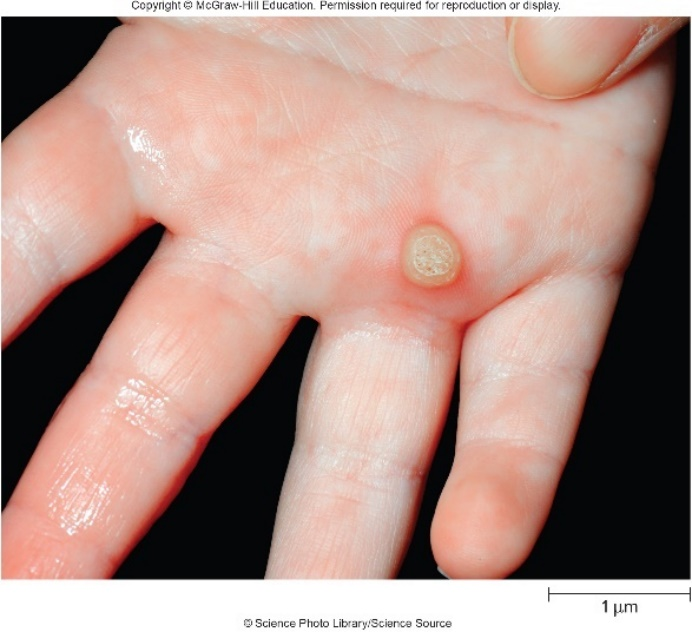 Copyright © McGraw-Hill Education. Permission required for reproduction or display.
1 μm
© Science Photo Library/Science Source